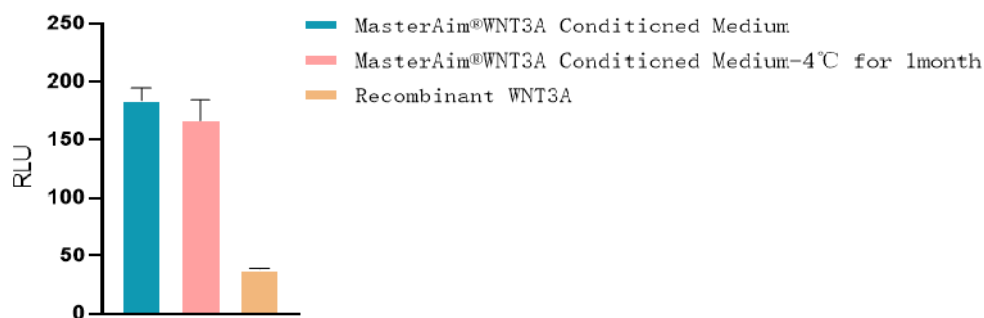 250
200
150
100
50
0
RLU
MasterAim®WNT3A Conditioned Medium
MasterAim®WNT3A Conditioned Medium-4℃ for 1month
Recombinant WNT3A